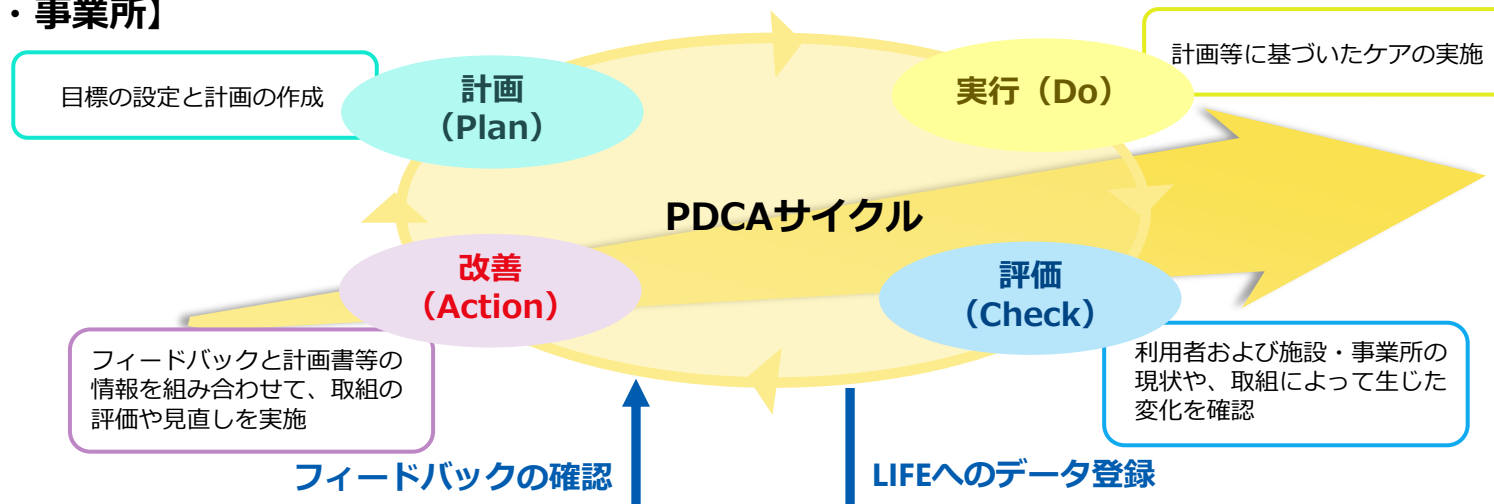 ・事業所】
目標の設定と計画の作成
計画
（Plan）
実行（Do）
計画等に基づいたケアの実施
PDCAサイクル
改善
（Action）
評価
（Check）
フィードバックと計画書等の
情報を組み合わせて、取組の
評価や見直しを実施
利用者および施設・事業所の
現状や、取組によって生じた
変化を確認
フィードバックの確認
LIFEへのデータ登録